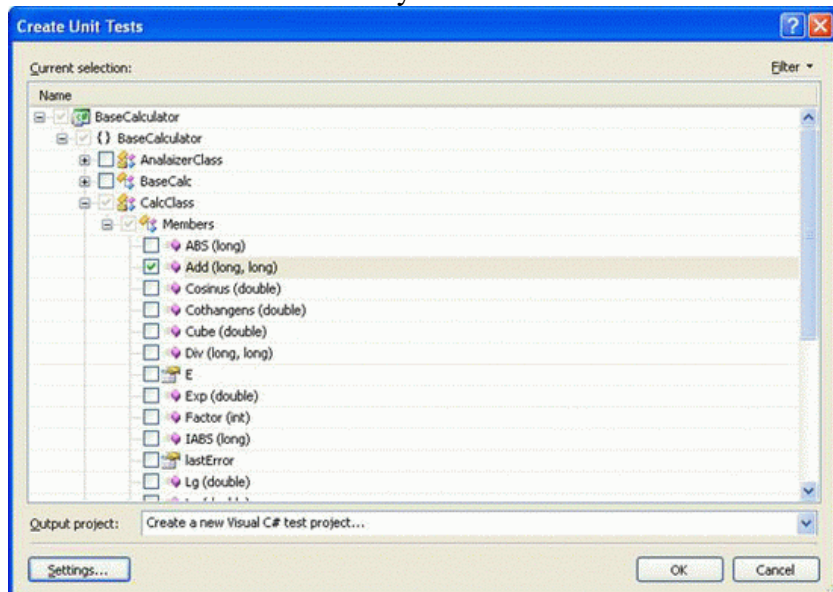 Create Unit Tests
Current selection:
Filter
Name
BaseCalculator
{} BaseCalculator
AnalaizerClass
BaseCalc
CalcClass
Members
ABS (long)
Add (long, long)
Cosinus (double)
Cothangens (double)
Cube (double)
Div (long, long)
E
Exp (double)
Factor (int)
IABS (long)
lastError
Lg (double)
Output project: Create a new Visual C# test project...
Settings... OK Cancel